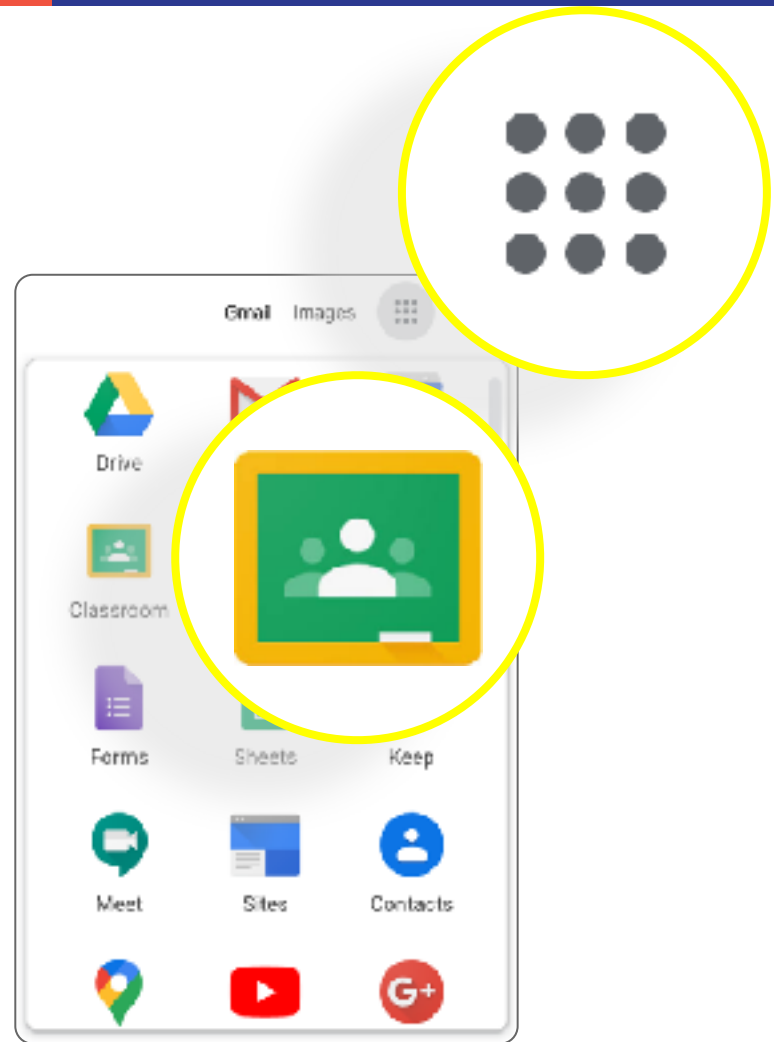 Gmail Images
Drive
Classroom
Forms Sheets Keep
Meet Sites Contacts
G+